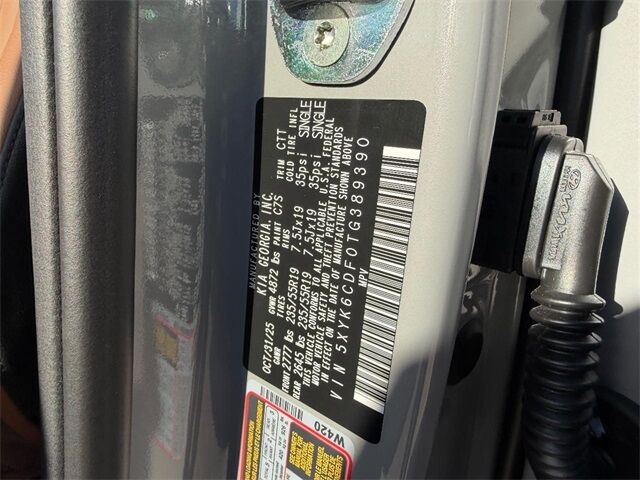 MANUFACTURED BY
KIA GEORGIA, INC.
OCT/31/25 GVWR 4872 lbs PAINT C7S TRIM CTT
GAWR TIRES RIMS COLD TIRE INFL
FRONT 2777 lbs 235/55R19 7.5Jx19 35psi SINGLE
REAR 2645 lbs 235/55R19 7.5Jx19 35psi SINGLE
THIS VEHICLE CONFORMS TO ALL APPLICABLE U.S.A. FEDERAL
MOTOR VEHICLE SAFETY AND THEFT PREVENTION STANDARDS
IN EFFECT ON THE DATE OF MANUFACTURE SHOWN ABOVE
VIN 5XYK6CDF0TG389390
MPV
W420